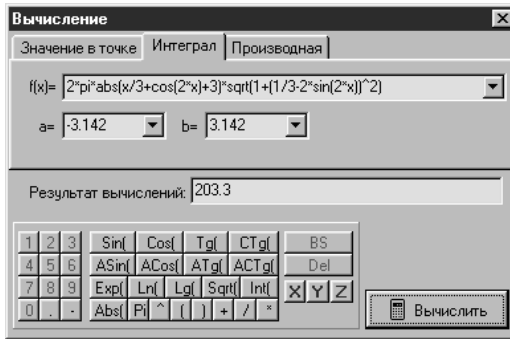 Вычисление
Значение в точке Интеграл Производная
f(x)= 2*pi*abs(x/3+cos(2*x)+3)*sqrt(1+(1/3-2*sin(2*x))^2)
a= -3.142 b= 3.142
Результат вычислений: 203.3
1 2 3 Sin( Cos( Tg( CTg( BS
4 5 6 ASin( ACos( ATg( ACTg( Del
7 8 9 Exp( Ln( Lg( Sqrt( Int( X Y Z
0 . - Abs( Pi ^ ( ) + / * Вычислить